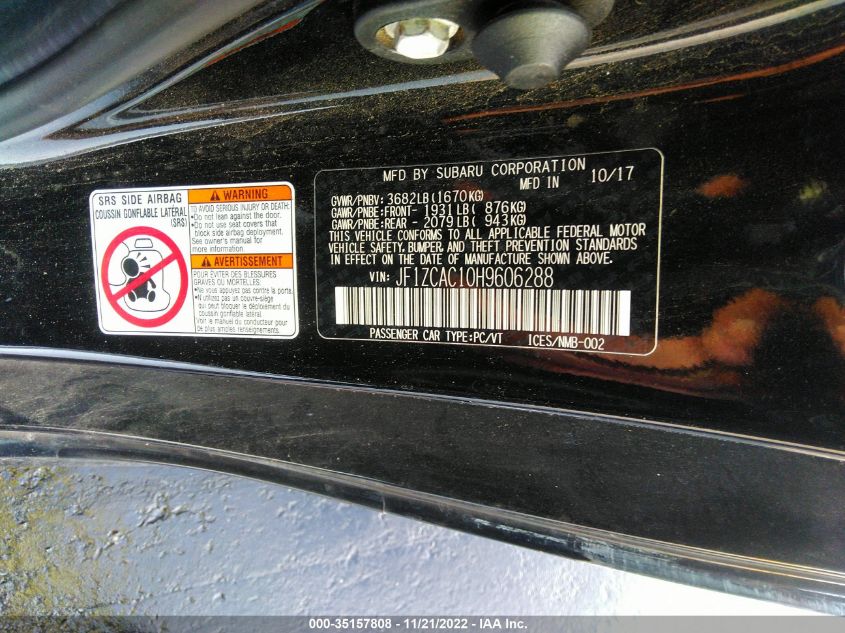 SRS SIDE AIRBAG
COUSSIN GONFLABLE LATÉRAL
(SRS)
WARNING
TO AVOID SERIOUS INJURY OR DEATH:
•Do not lean against the door.
•Do not use seat covers that
block side airbag deployment.
See owner's manual for
more information.
AVERTISSEMENT
POUR ÉVITER DES BLESSURES
GRAVES OU MORTELLES:
•Ne vous appuyez pas contre la porte.
•N'utilisez pas un couvre-siège
qui peut bloquer le déploiement du
coussin gonflable latéral.
Voir le manuel du conducteur pour
de plus amples renseignements.
MFD BY SUBARU CORPORATION
MFD IN 10/17
GVWR/PNBV: 3682LB(1670KG)
GAWR/PNBE:FRONT- 1931LB( 876KG)
GAWR/PNBE:REAR - 2079LB( 943KG)
THIS VEHICLE CONFORMS TO ALL APPLICABLE FEDERAL MOTOR
VEHICLE SAFETY, BUMPER, AND THEFT PREVENTION STANDARDS
IN EFFECT ON THE DATE OF MANUFACTURE SHOWN ABOVE.
VIN: JF1ZCAC10H9606288
PASSENGER CAR TYPE:PC/VT ICES/NMB-002
000-35157808 - 11/21/2022 - IAA Inc.